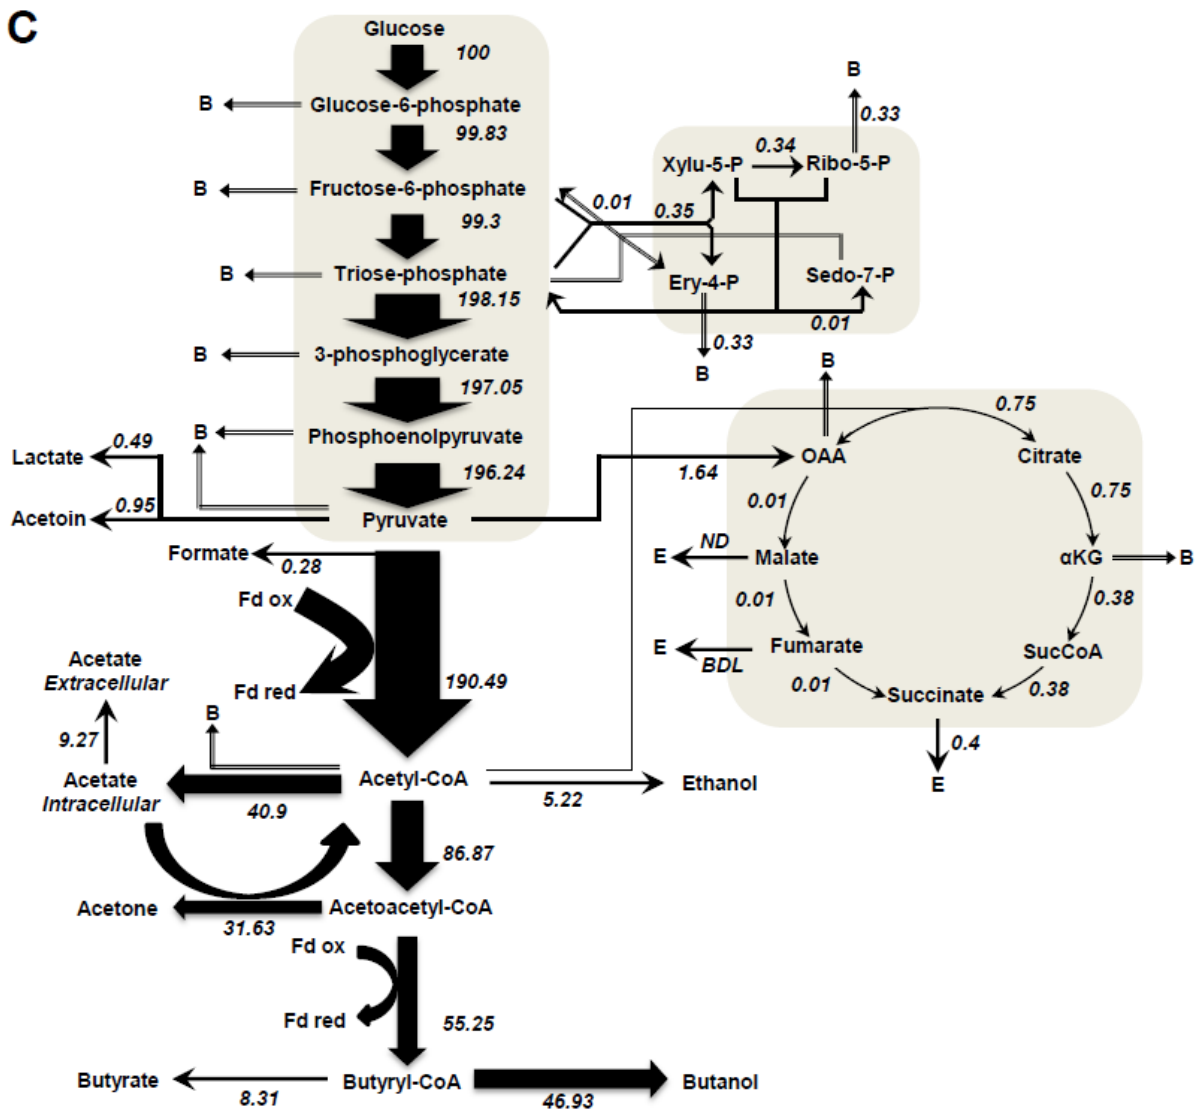 C
Glucose
100
B
Glucose-6-phosphate
99.83
B
Fructose-6-phosphate
99.3
B
Triose-phosphate
198.15
B
3-phosphoglycerate
197.05
B
Phosphoenolpyruvate
196.24
Pyruvate
B
0.33
Xylu-5-P
0.34
Ribo-5-P
0.01
0.35
Ery-4-P
Sedo-7-P
0.01
0.33
B
Lactate
0.49
Acetoin
0.95
1.64
B
OAA
0.75
Citrate
0.75
αKG
B
0.38
SucCoA
0.38
Succinate
0.01
Malate
ND
E
0.01
Fumarate
BDL
E
0.01
0.4
E
Formate
0.28
Fd ox
Fd red
190.49
Acetate
Extracellular
9.27
B
Acetate
Intracellular
40.9
Acetyl-CoA
5.22
Ethanol
86.87
Acetone
31.63
Acetoacetyl-CoA
Fd ox
Fd red
55.25
Butyrate
8.31
Butyryl-CoA
46.93
Butanol